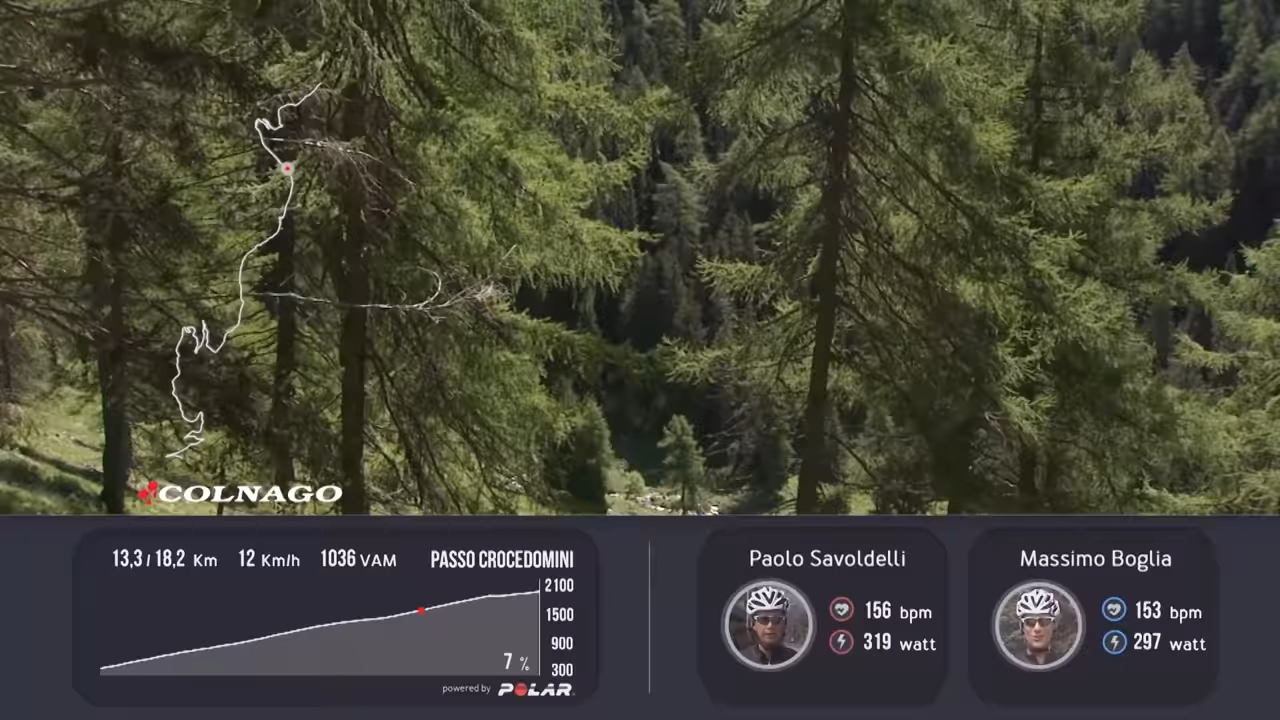 COLNAGO
13,3 / 18,2 Km 12 Km/h 1036 VAM PASSO CROCEDOMINI
2100
1500
900
300
7 %
powered by POLAR
Paolo Savoldelli
156 bpm
319 watt
Massimo Boglia
153 bpm
297 watt